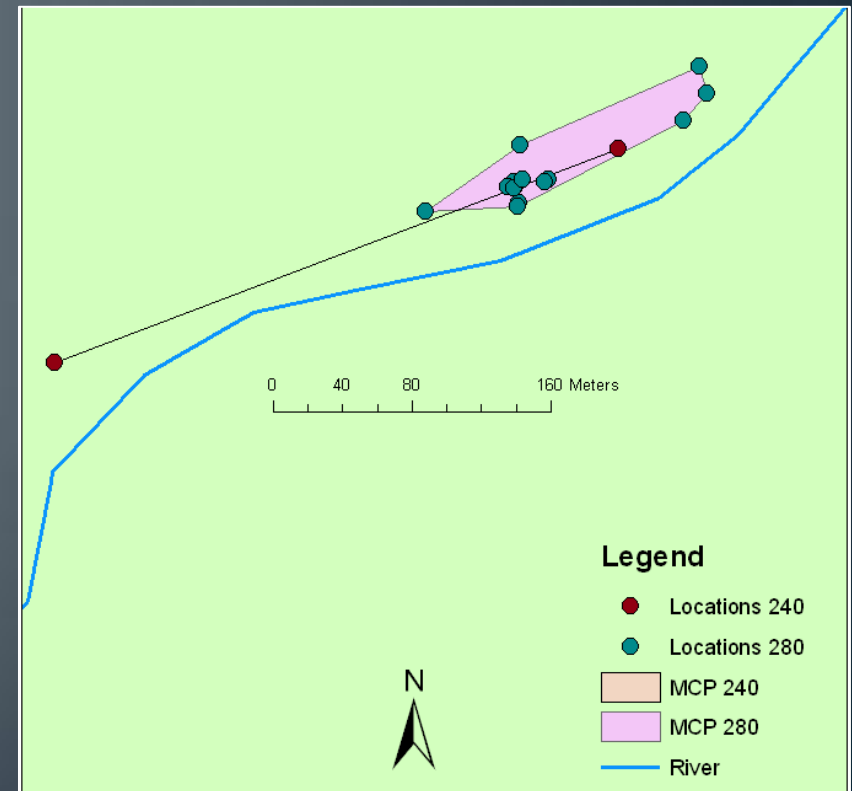 0 40 80 160 Meters
Legend
Locations 240
Locations 280
MCP 240
MCP 280
River
N